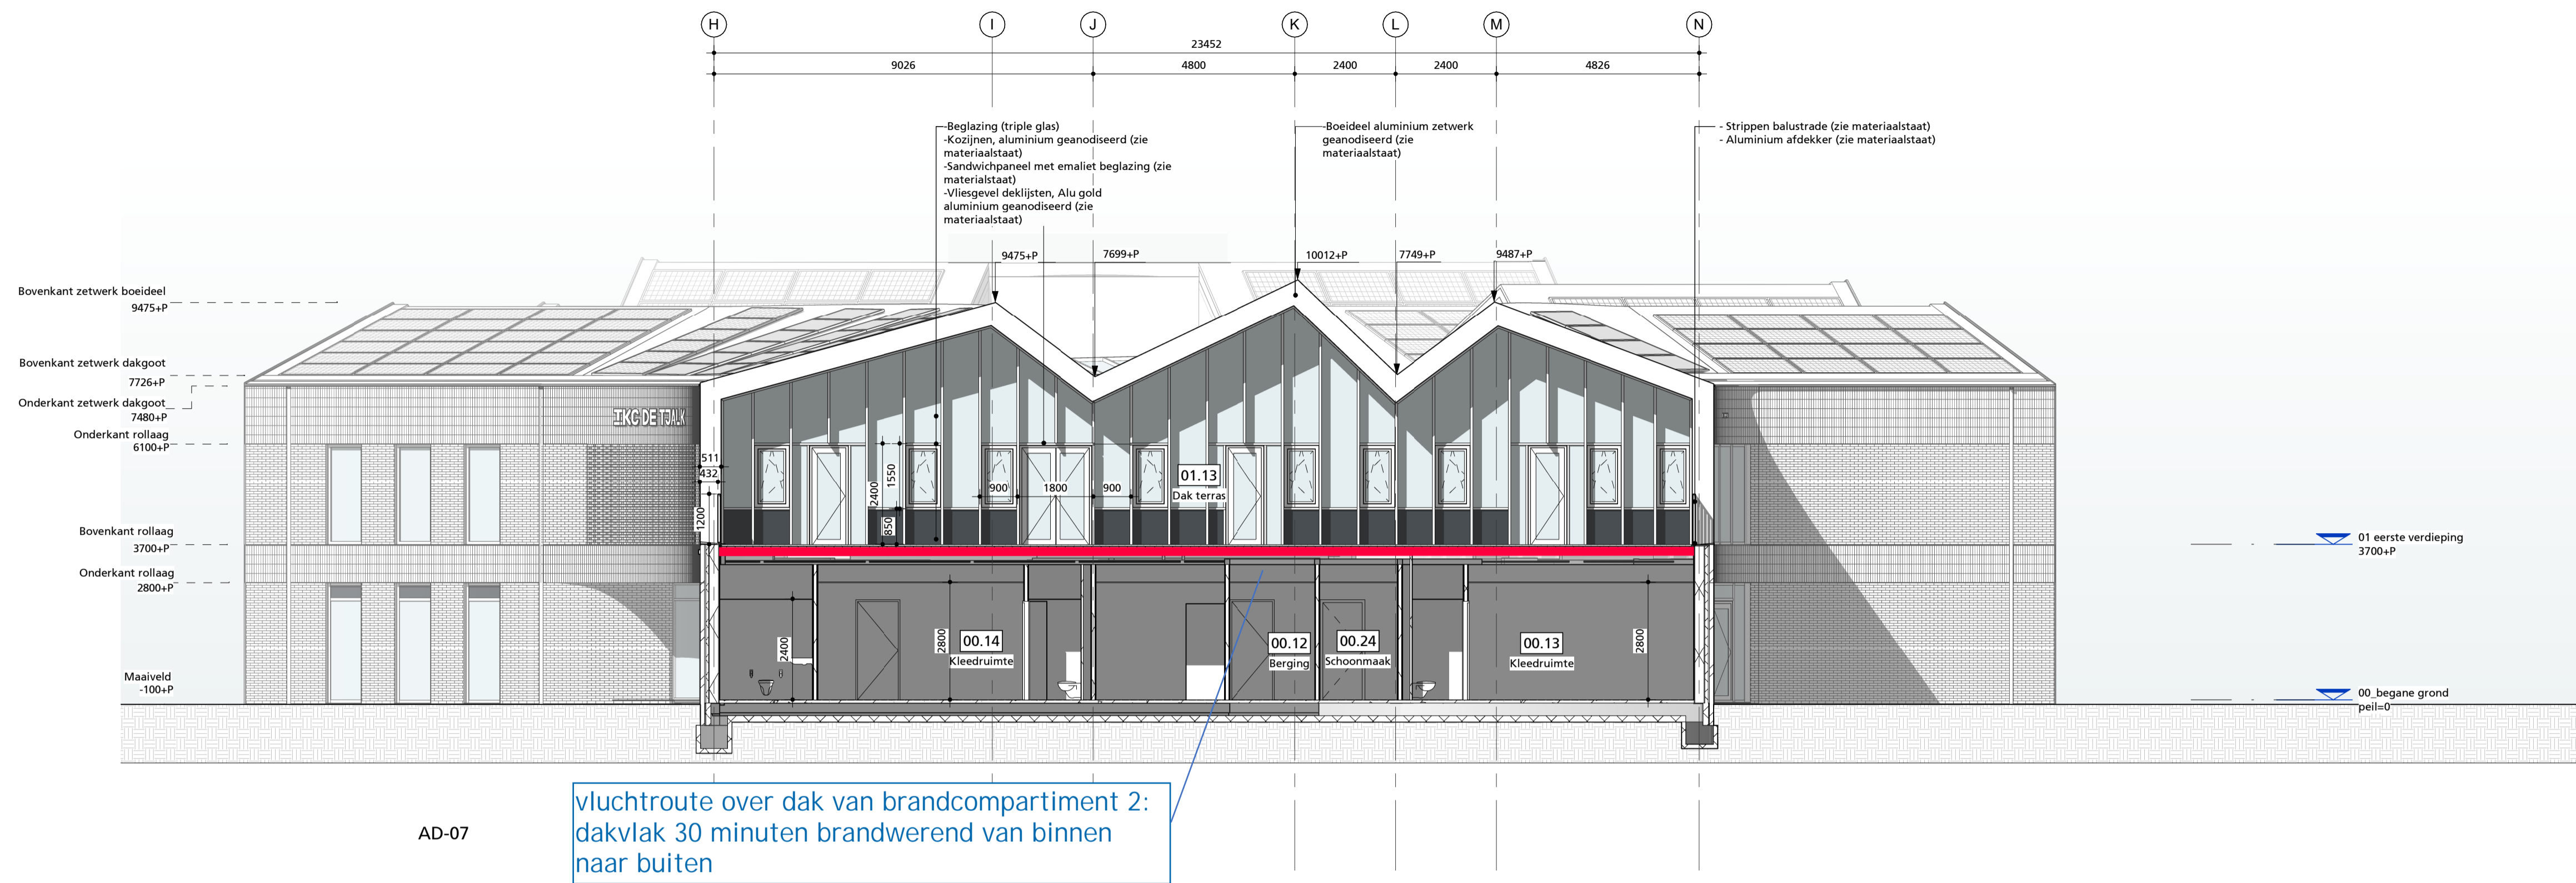 H I J K L M N
23452
9026 4800 2400 2400 4826
-Beglazing (triple glas)
-Kozijnen, aluminium geanodiseerd (zie
materiaalstaat)
-Sandwichpaneel met emaliet beglazing (zie
materialstaat)
-Vliesgevel deklijsten, Alu gold
aluminium geanodiseerd (zie
materiaalstaat)
-Boeideel aluminium zetwerk
geanodiseerd (zie
materiaalstaat)
- Strippen balustrade (zie materiaalstaat)
- Aluminium afdekker (zie materiaalstaat)
9475+P 7699+P 10012+P 7749+P 9487+P
Bovenkant zetwerk boeideel
9475+P
Bovenkant zetwerk dakgoot
7726+P
Onderkant zetwerk dakgoot
7480+P
Onderkant rollaag
6100+P
Bovenkant rollaag
3700+P
Onderkant rollaag
2800+P
Maaiveld
-100+P
IKC DE TJALK
511
432
1200
2400
1550
850
900 1800 900
01.13
Dak terras
01 eerste verdieping
3700+P
2400
2800
00.14
Kleedruimte
00.12
Berging
00.24
Schoonmaak
00.13
Kleedruimte
2800
00_begane grond
peil=0
AD-07
vluchtroute over dak van brandcompartiment 2:
dakvlak 30 minuten brandwerend van binnen
naar buiten